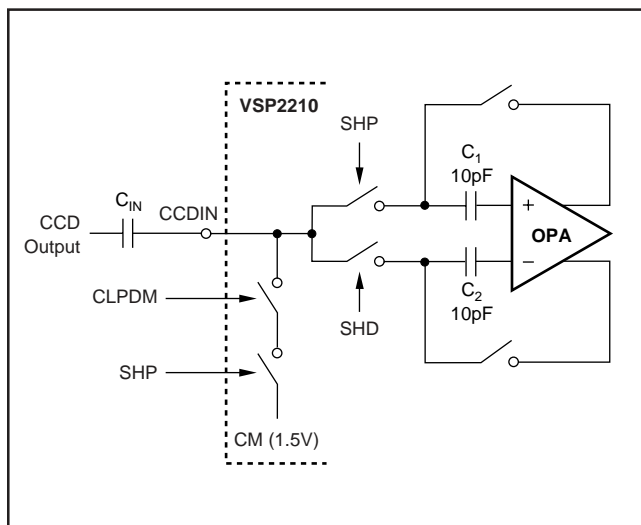 VSP2210
SHP
C1
10pF
CIN
CCDIN
CCD
Output
+
OPA
–
C2
10pF
CLPDM
SHD
SHP
CM (1.5V)